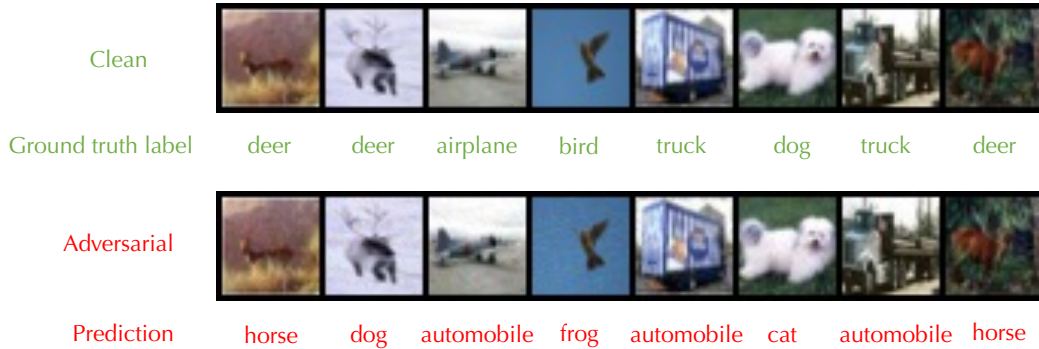 Clean
Ground truth label deer deer airplane bird truck dog truck deer
Adversarial
Prediction horse dog automobile frog automobile cat automobile horse